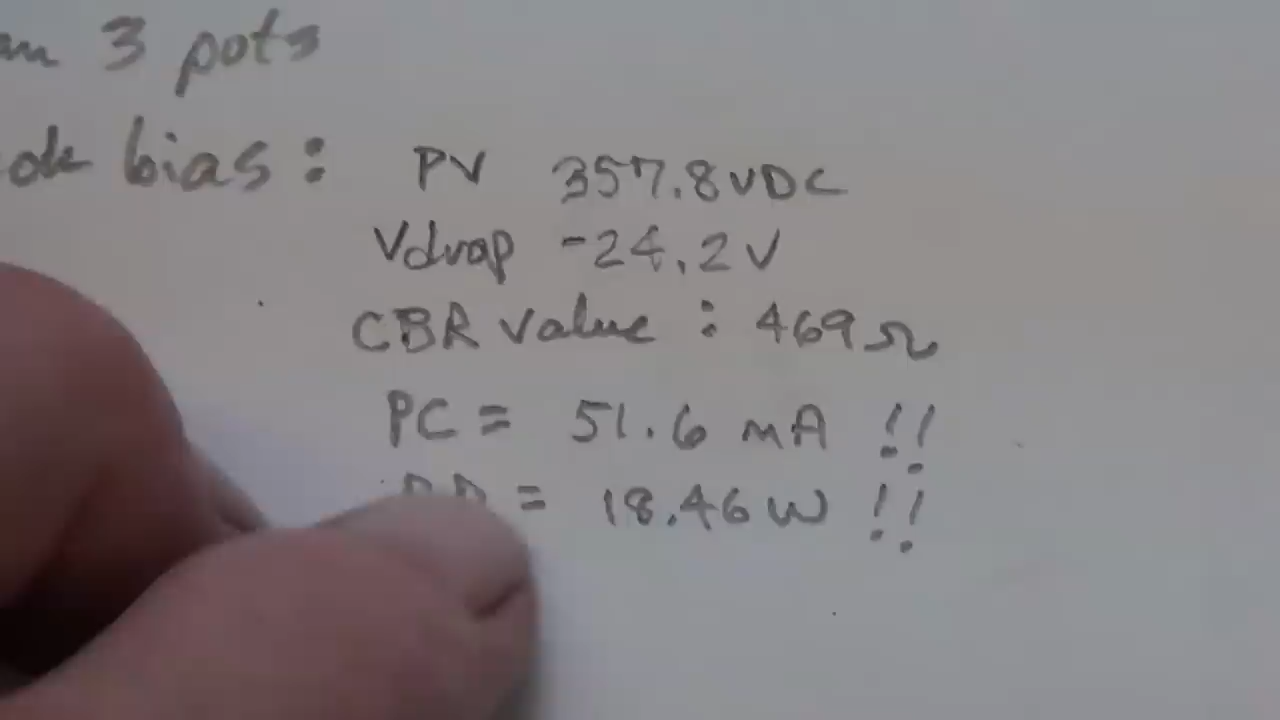 3 pots
bias: PV 357.8VDC
Vdrop -24.2V
CBR Value: 469Ω
PC = 51.6 mA !!
= 18.46W !!